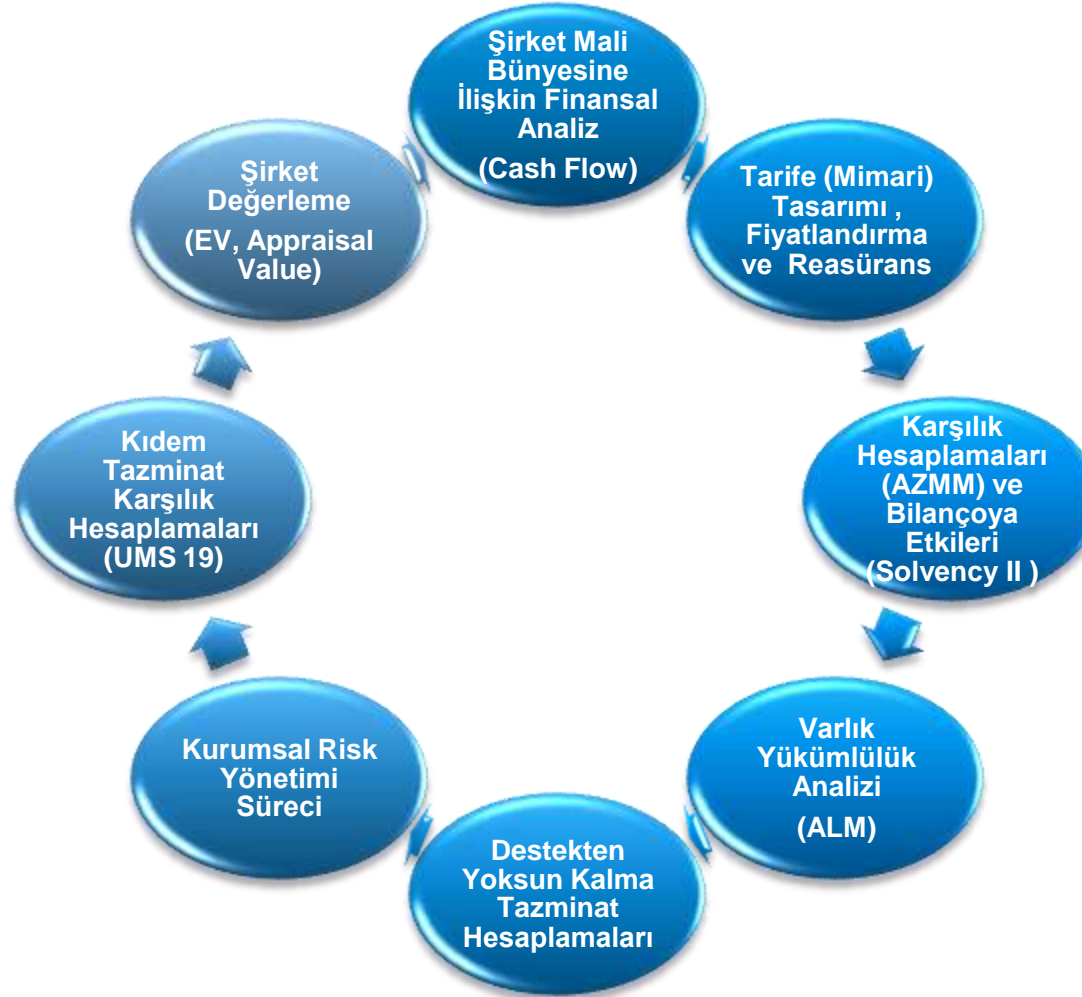 Şirket Mali
Bünyesine
İlişkin Finansal
Analiz
(Cash Flow)
Tarife (Mimari)
Tasarımı ,
Fiyatlandırma
ve Reasürans
Karşılık
Hesaplamaları
(AZMM) ve
Bilançoya
Etkileri
(Solvency II )
Varlık
Yükümlülük
Analizi
(ALM)
Destekten
Yoksun Kalma
Tazminat
Hesaplamaları
Kurumsal Risk
Yönetimi
Süreci
Kıdem
Tazminat
Karşılık
Hesaplamaları
(UMS 19)
Şirket
Değerleme
(EV, Appraisal
Value)